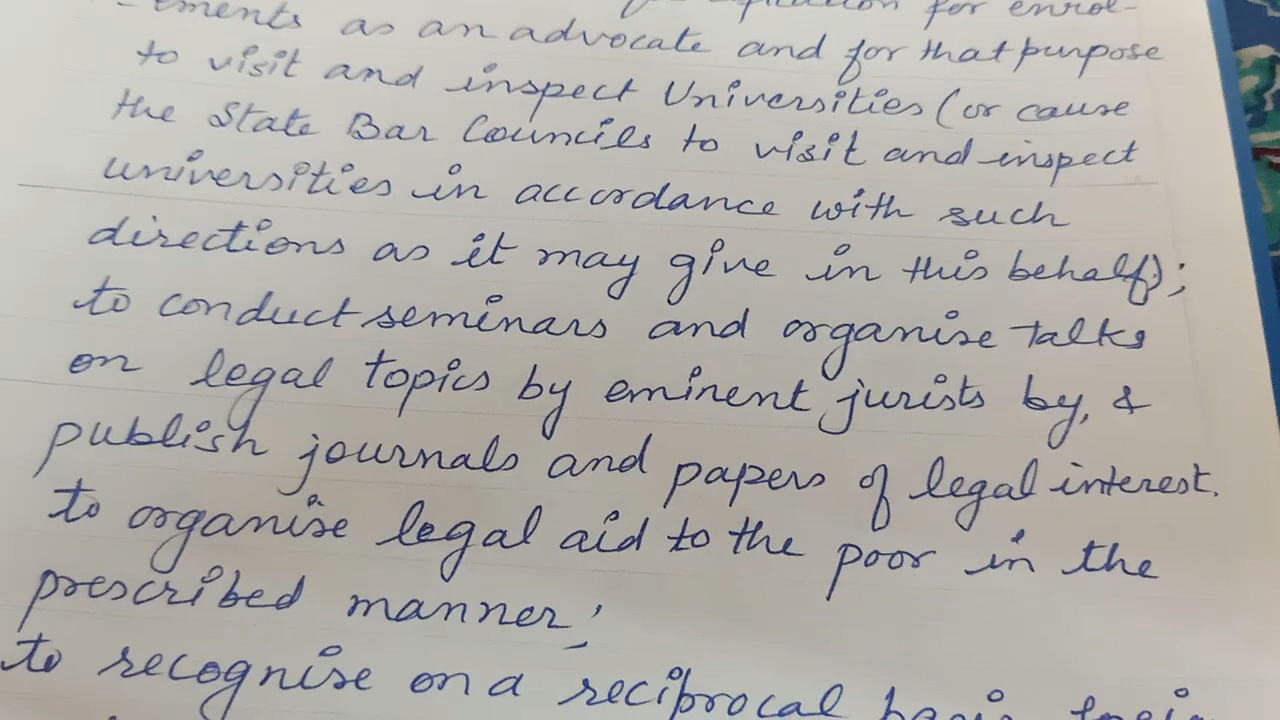 for enrol-
ements as an advocate and for that purpose
to visit and inspect Universities (or cause
the State Bar Councils to visit and inspect
universities in accordance with such
directions as it may give in this behalf);
to conduct seminars and organise talks
on legal topics by eminent jurists by, &
publish journals and papers of legal interest.
to organise legal aid to the poor in the
prescribed manner;
to recognise on a reciprocal basis